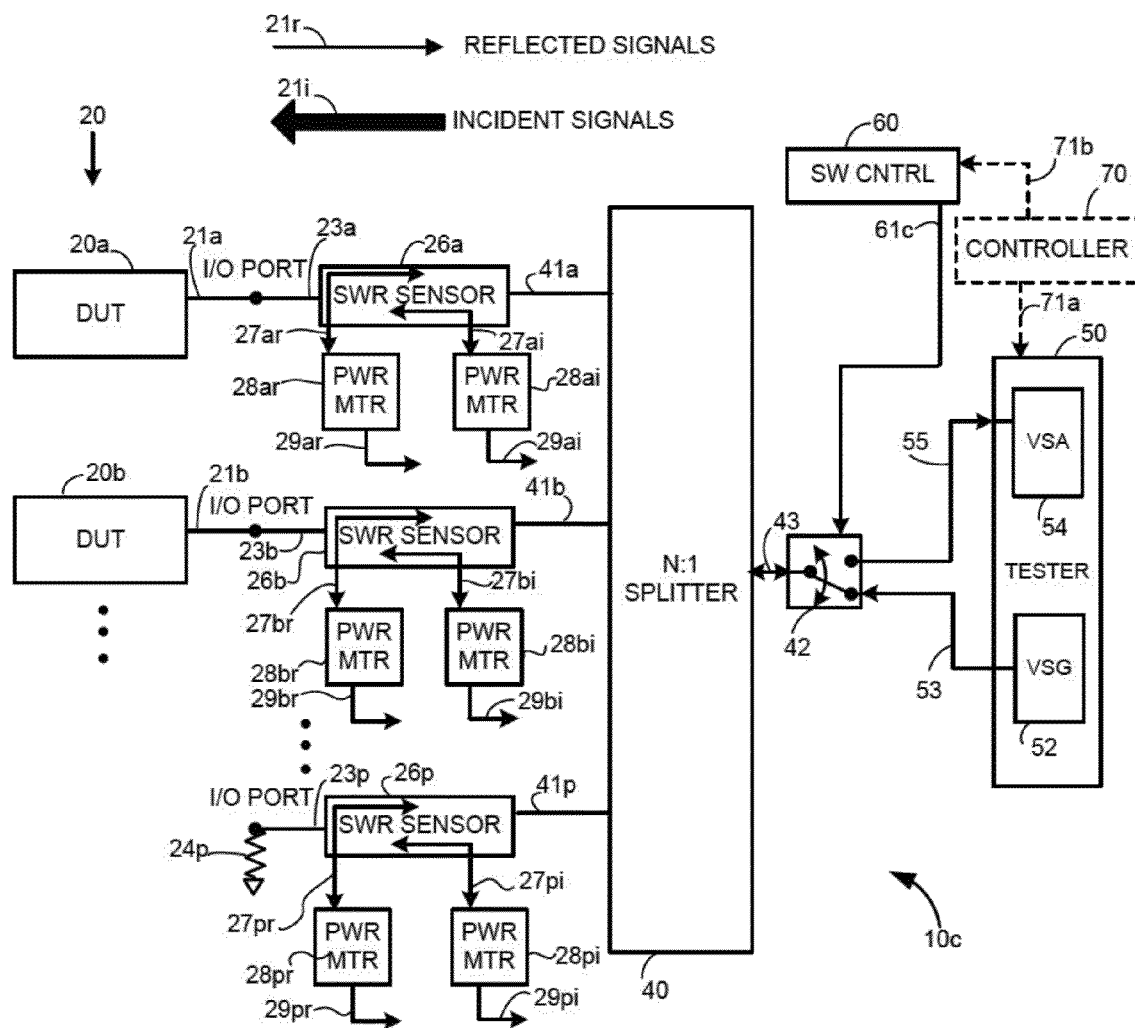 21r
REFLECTED SIGNALS
21i
INCIDENT SIGNALS
20
60
SW CNTRL
71b
70
CONTROLLER
61c
71a
20a
21a
I/O PORT
23a
26a
DUT
SWR SENSOR
41a
27ar
27ai
28ar
PWR
MTR
PWR
MTR
28ai
29ar
29ai
50
VSA
54
55
TESTER
20b
21b
I/O PORT
41b
DUT
23b
SWR SENSOR
26b
27bi
27br
PWR
MTR
PWR
MTR
28bi
28br
29br
29bi
N:1
SPLITTER
43
42
53
VSG
52
I/O PORT
23p
26p
41p
SWR SENSOR
24p
27pi
27pr
PWR
MTR
PWR
MTR
28pi
28pr
29pr
29pi
40
10c